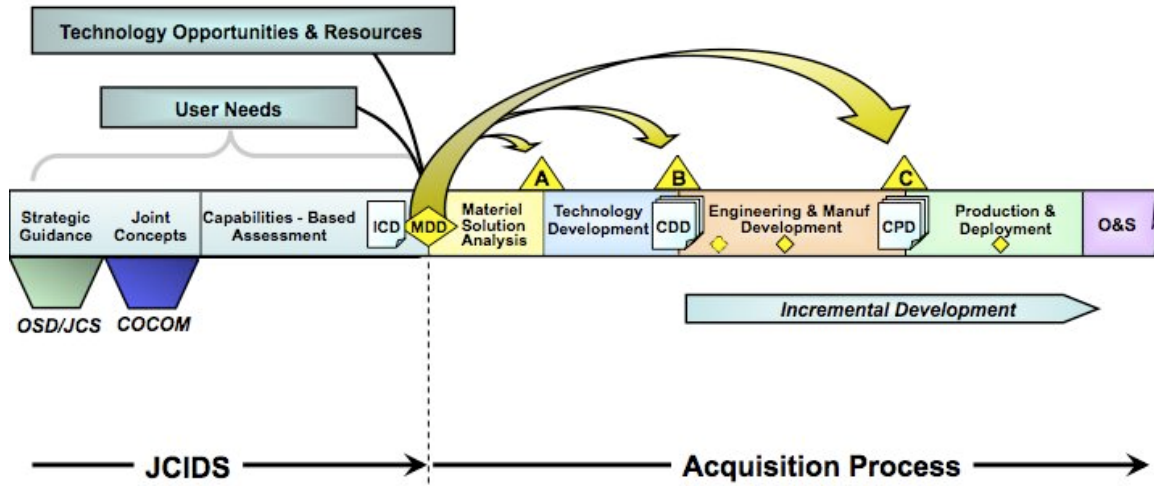 Technology Opportunities & Resources
User Needs
A
B
C
Strategic
Guidance
Joint
Concepts
Capabilities - Based
Assessment
ICD
MDD
Materiel
Solution
Analysis
Technology
Development
CDD
Engineering & Manuf
Development
CPD
Production &
Deployment
O&S
OSD/JCS
COCOM
Incremental Development
JCIDS
Acquisition Process